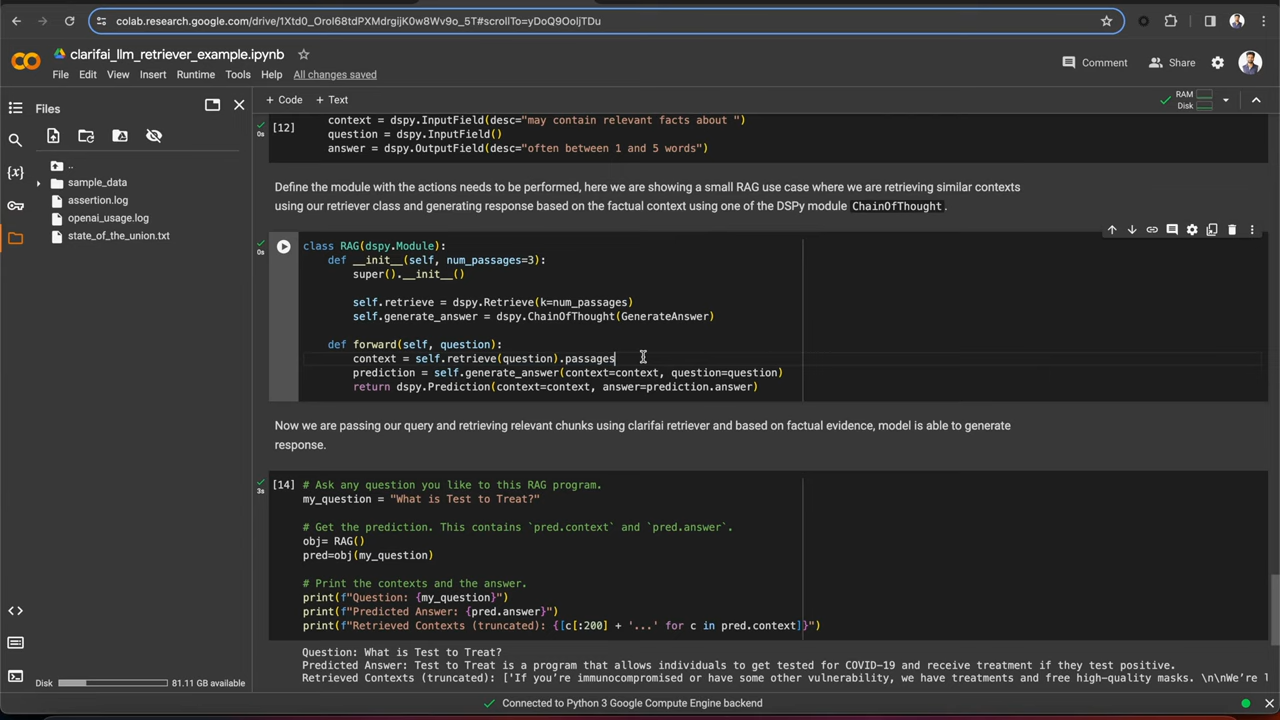 colab.research.google.com/drive/1Xtd0_OroI68tdPXMdrgijK0w8Wv9o_5T#scrollTo=yDoQ9OoljTDu
clarifai_llm_retriever_example.ipynb
File Edit View Insert Runtime Tools Help All changes saved
Comment Share
Files
+ Code + Text
RAM
Disk
..
sample_data
assertion.log
openai_usage.log
state_of_the_union.txt
{x}
[12]
0s
context = dspy.InputField(desc="may contain relevant facts about ")
question = dspy.InputField()
answer = dspy.OutputField(desc="often between 1 and 5 words")
Define the module with the actions needs to be performed, here we are showing a small RAG use case where we are retrieving similar contexts
using our retriever class and generating response based on the factual context using one of the DSPy module ChainOfThought.
0s
class RAG(dspy.Module):
def __init__(self, num_passages=3):
super().__init__()
self.retrieve = dspy.Retrieve(k=num_passages)
self.generate_answer = dspy.ChainOfThought(GenerateAnswer)
def forward(self, question):
context = self.retrieve(question).passages
prediction = self.generate_answer(context=context, question=question)
return dspy.Prediction(context=context, answer=prediction.answer)
Now we are passing our query and retrieving relevant chunks using clarifai retriever and based on factual evidence, model is able to generate
response.
[14]
3s
# Ask any question you like to this RAG program.
my_question = "What is Test to Treat?"
# Get the prediction. This contains `pred.context` and `pred.answer`.
obj= RAG()
pred=obj(my_question)
# Print the contexts and the answer.
print(f"Question: {my_question}")
print(f"Predicted Answer: {pred.answer}")
print(f"Retrieved Contexts (truncated): {[c[:200] + '...' for c in pred.context]}")
Question: What is Test to Treat?
Predicted Answer: Test to Treat is a program that allows individuals to get tested for COVID-19 and receive treatment if they test positive.
Retrieved Contexts (truncated): ['If you're immunocompromised or have some other vulnerability, we have treatments and free high-quality masks. \n\nWe're l
Disk 81.11 GB available
Connected to Python 3 Google Compute Engine backend